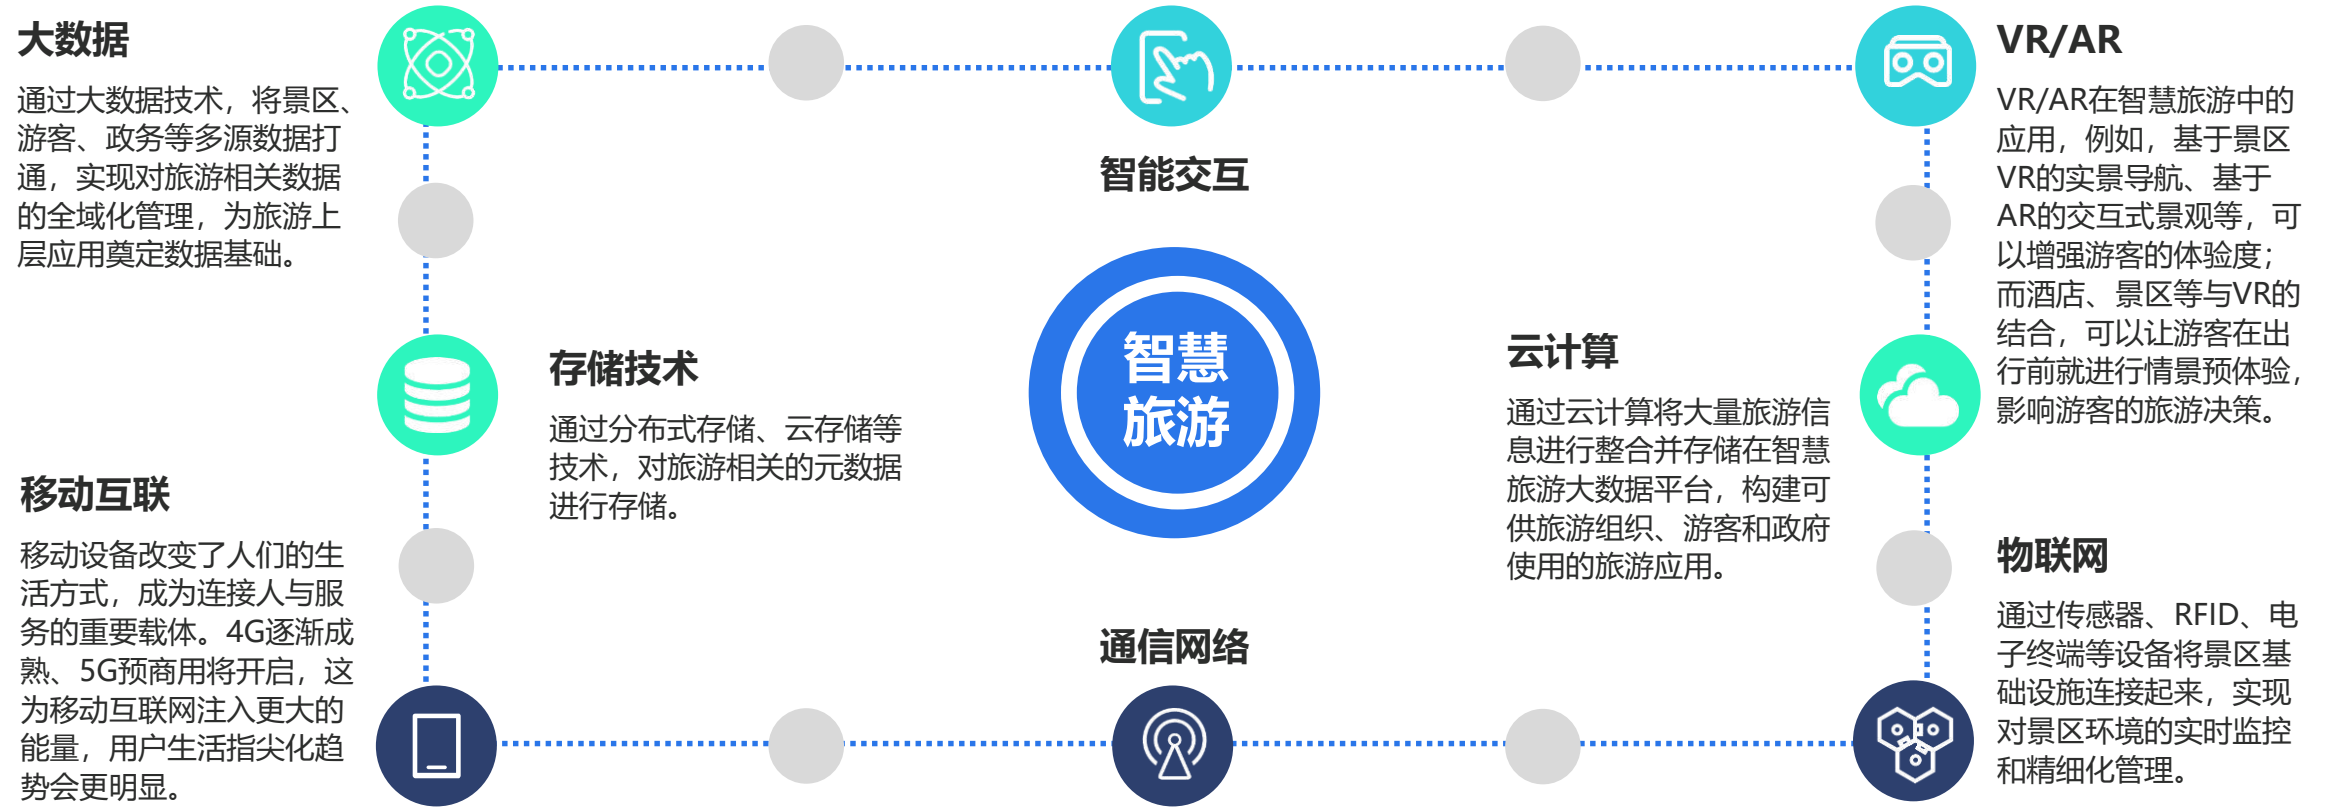 大数据
通过大数据技术，将景区、
游客、政务等多源数据打
通，实现对旅游相关数据
的全域化管理，为旅游上
层应用奠定数据基础。
移动互联
移动设备改变了人们的生
活方式，成为连接人与服
务的重要载体。4G逐渐成
熟、5G预商用将开启，这
为移动互联网注入更大的
能量，用户生活指尖化趋
势会更明显。
存储技术
通过分布式存储、云存储等
技术，对旅游相关的元数据
进行存储。
智能交互
智慧
旅游
通信网络
云计算
通过云计算将大量旅游信
息进行整合并存储在智慧
旅游大数据平台，构建可
供旅游组织、游客和政府
使用的旅游应用。
VR/AR
VR/AR在智慧旅游中的
应用，例如，基于景区
VR的实景导航、基于
AR的交互式景观等，可
以增强游客的体验度；
而酒店、景区等与VR的
结合，可以让游客在出
行前就进行情景预体验，
影响游客的旅游决策。
物联网
通过传感器、RFID、电
子终端等设备将景区基
础设施连接起来，实现
对景区环境的实时监控
和精细化管理。